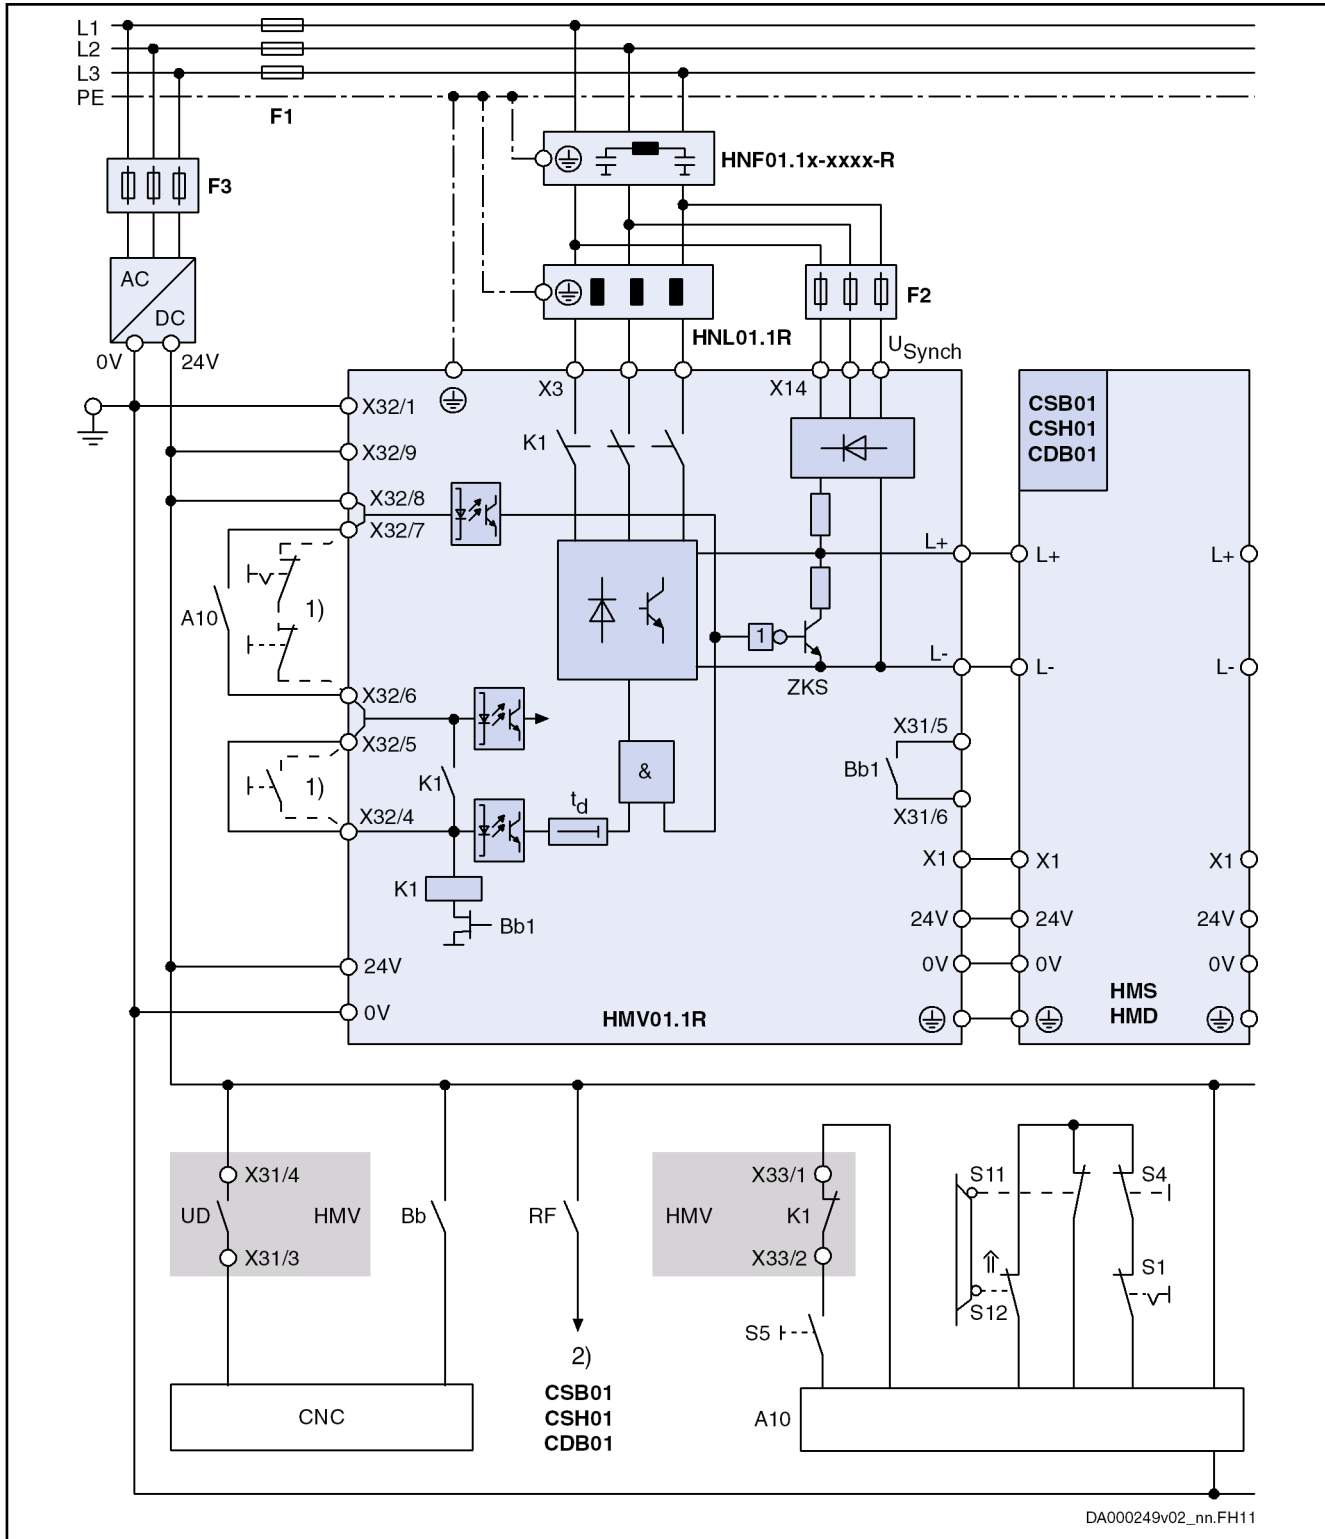 L1
L2
L3
PE
F1
HNF01.1x-xxxx-R
F3
AC
DC
F2
HNL01.1R
0V
24V
USynch
X3
X14
X32/1
CSB01
CSH01
CDB01
K1
X32/9
X32/8
X32/7
L+
L+
L+
A10
1)
1
L-
L-
L-
ZKS
X32/6
X31/5
X32/5
K1
&
Bb1
1)
td
X32/4
X31/6
X1
X1
X1
K1
Bb1
24V
24V
24V
24V
0V
0V
0V
0V
HMV01.1R
HMS
HMD
X31/4
X33/1
S11
S4
UD
HMV
Bb
RF
HMV
K1
X31/3
X33/2
S1
S12
S5
2)
CSB01
CSH01
CDB01
CNC
A10
DA000249v02_nn.FH11